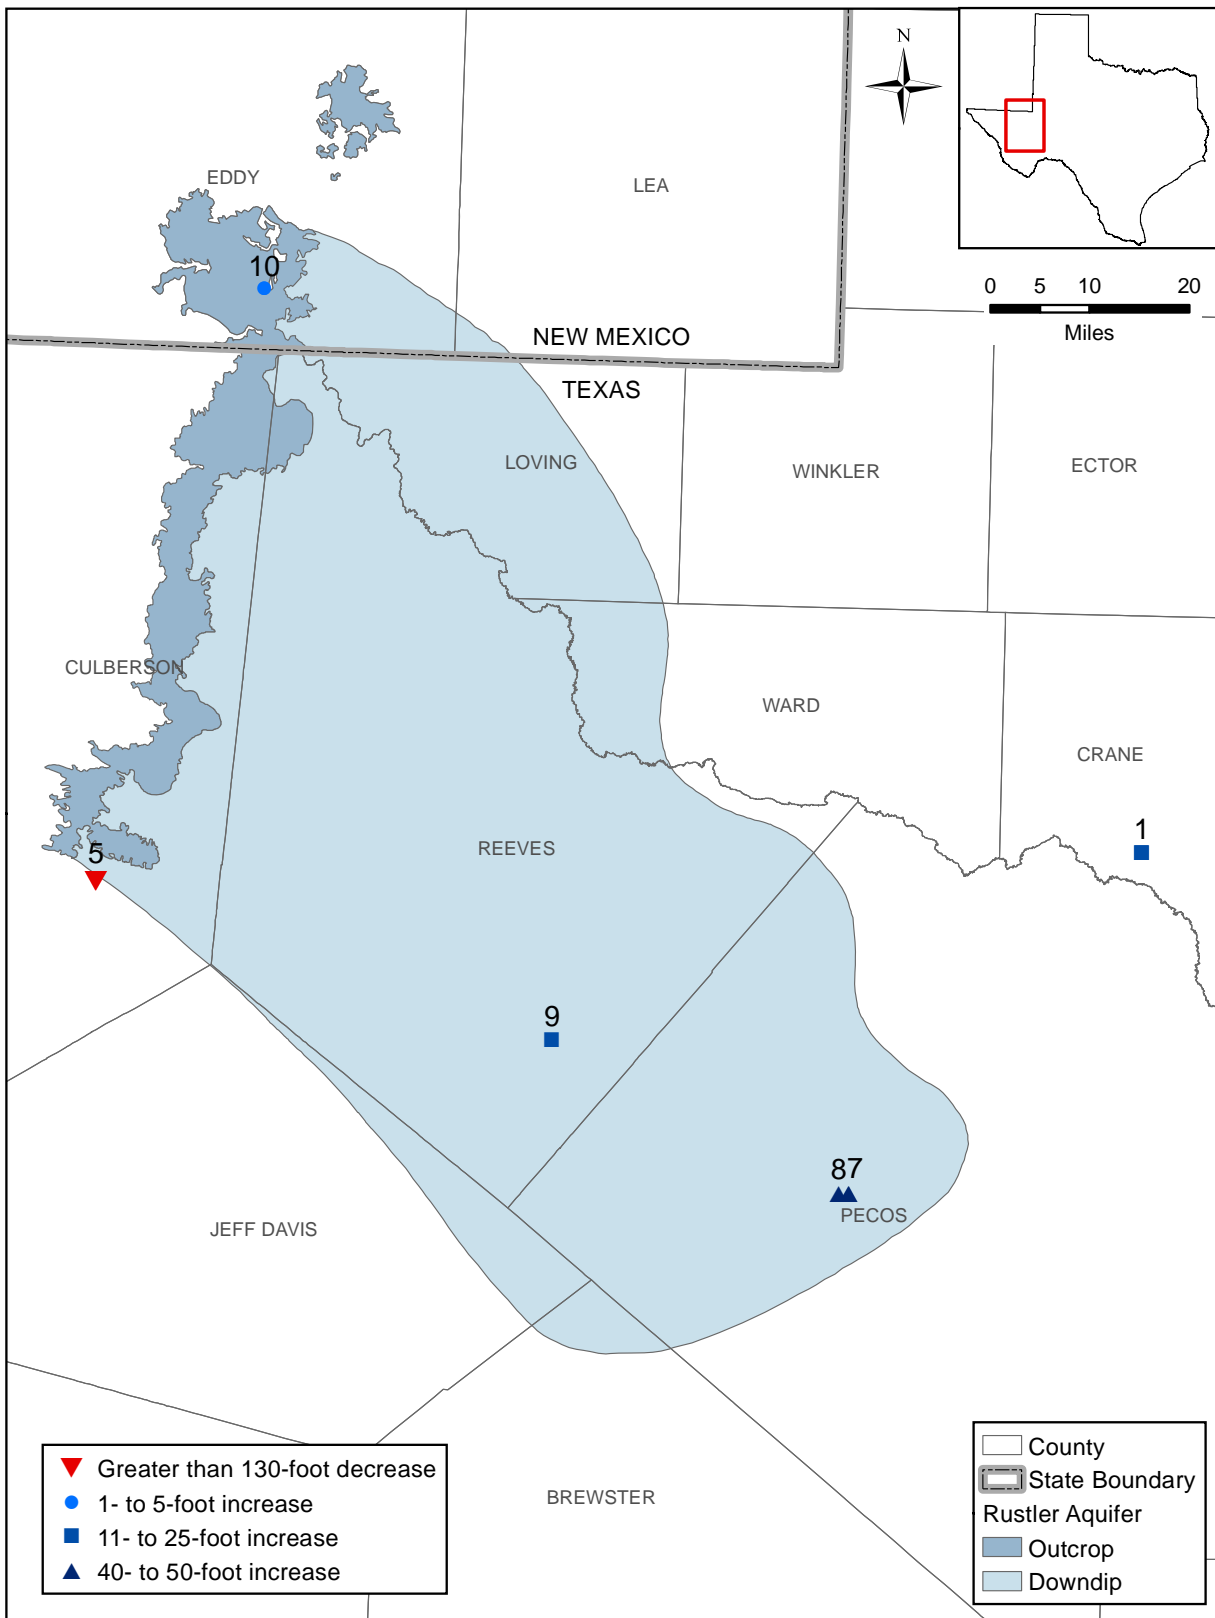 N
EDDY
LEA
10
0 5 10 20
Miles
NEW MEXICO
TEXAS
LOVING
WINKLER
ECTOR
CULBERSON
WARD
CRANE
1
5
REEVES
9
87
PECOS
JEFF DAVIS
BREWSTER
Greater than 130-foot decrease
1- to 5-foot increase
11- to 25-foot increase
40- to 50-foot increase
County
State Boundary
Rustler Aquifer
Outcrop
Downdip